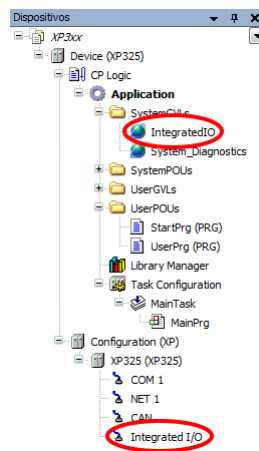 Dispositivos
XP3xx
Device (XP325)
CP Logic
Application
SystemGVLs
IntegratedIO
System_Diagnostics
SystemPOUs
UserGVLs
UserPOUs
StartPrg (PRG)
UserPrg (PRG)
Library Manager
Task Configuration
MainTask
MainPrg
Configuration (XP)
XP325 (XP325)
COM 1
NET 1
CAN
Integrated I/O